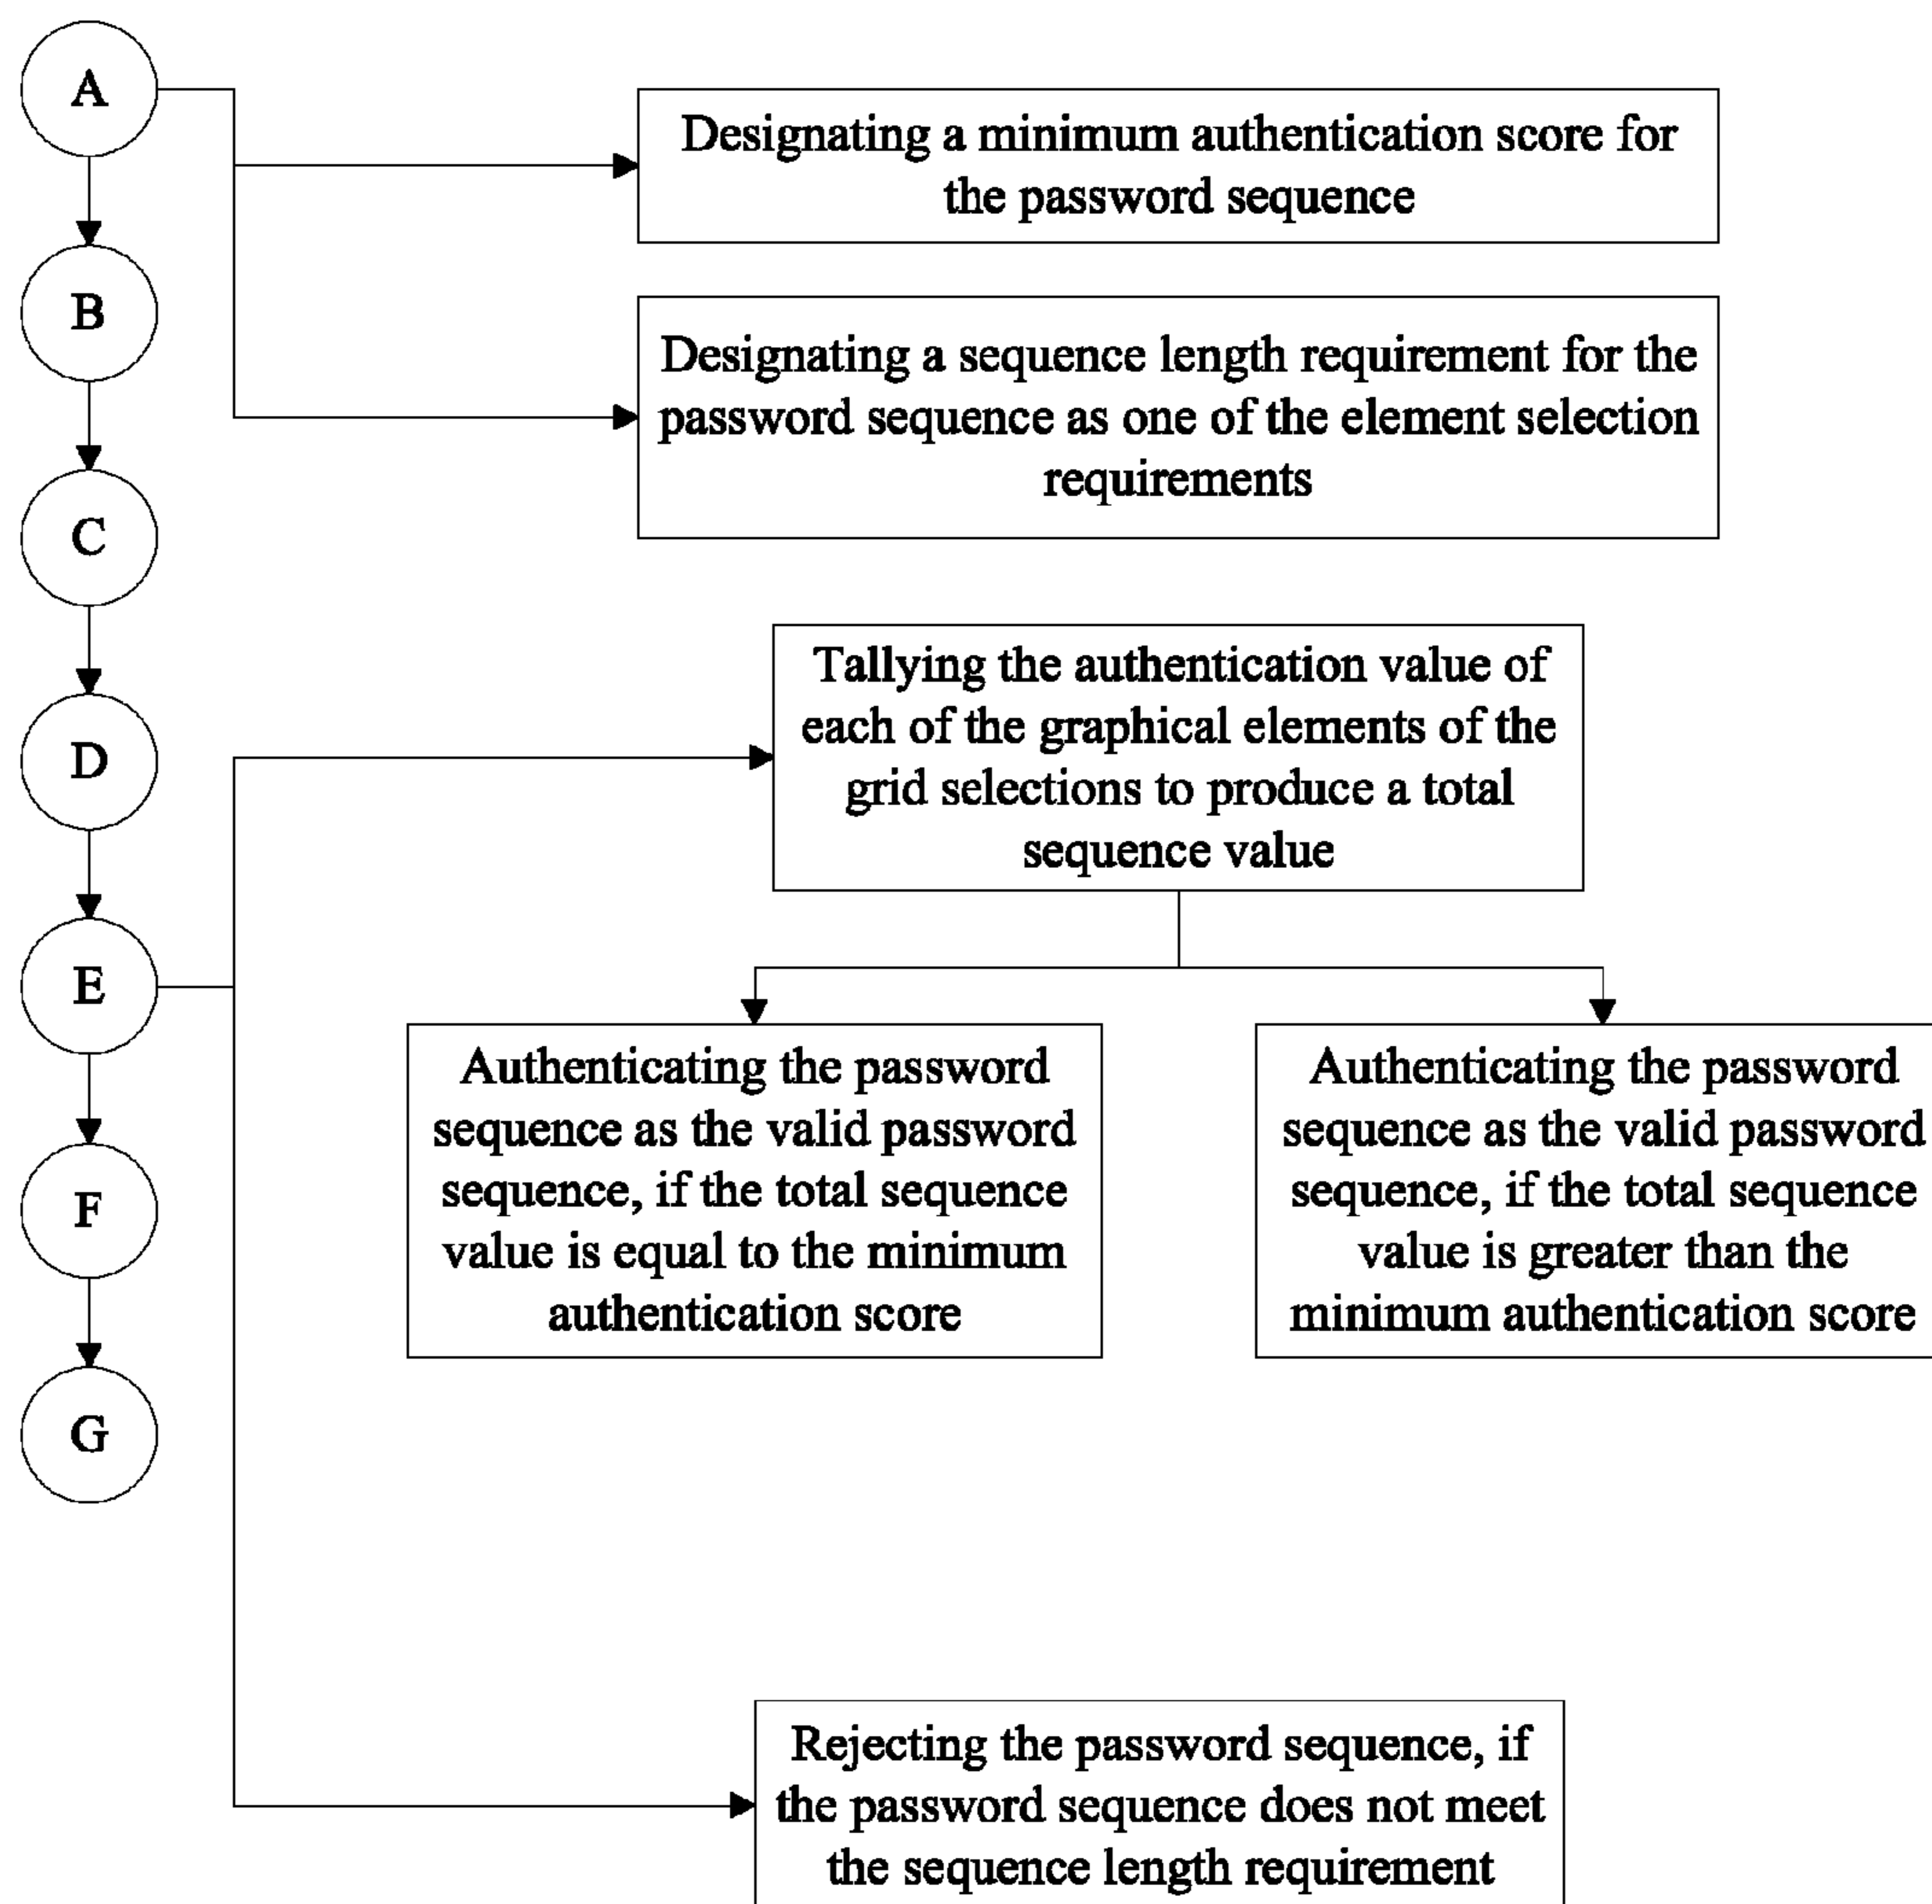 A
Designating a minimum authentication score for
the password sequence
B
Designating a sequence length requirement for the
password sequence as one of the element selection
requirements
C
D
Tallying the authentication value of
each of the graphical elements of the
grid selections to produce a total
sequence value
E
Authenticating the password
sequence as the valid password
sequence, if the total sequence
value is equal to the minimum
authentication score
Authenticating the password
sequence as the valid password
sequence, if the total sequence
value is greater than the
minimum authentication score
F
G
Rejecting the password sequence, if
the password sequence does not meet
the sequence length requirement